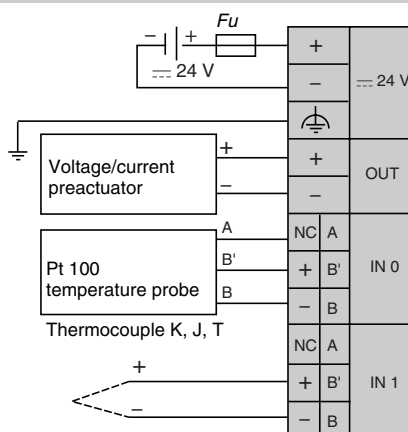 Fu
− +
⎓ 24 V
+
−
⎓ 24 V
Voltage/current
preactuator
+
−
+
−
OUT
Pt 100
temperature probe
A
B'
B
NC A
+ B'
− B
IN 0
Thermocouple K, J, T
+
−
NC A
+ B'
− B
IN 1